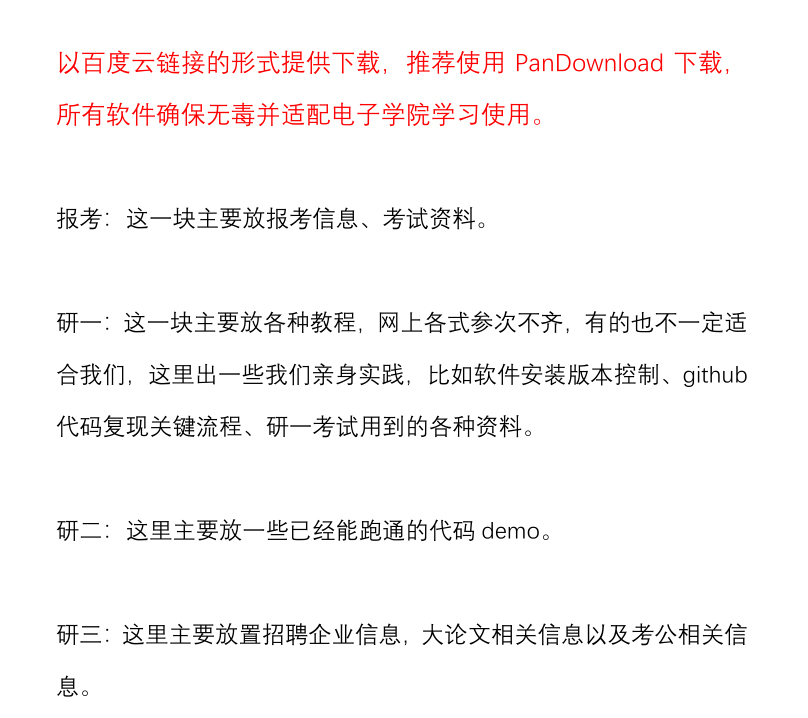 以百度云链接的形式提供下载，推荐使用 PanDownload 下载，
所有软件确保无毒并适配电子学院学习使用。
报考：这一块主要放报考信息、考试资料。
研一：这一块主要放各种教程，网上各式参次不齐，有的也不一定适
合我们，这里出一些我们亲身实践，比如软件安装版本控制、github
代码复现关键流程、研一考试用到的各种资料。
研二：这里主要放一些已经能跑通的代码 demo。
研三：这里主要放置招聘企业信息，大论文相关信息以及考公相关信
息。